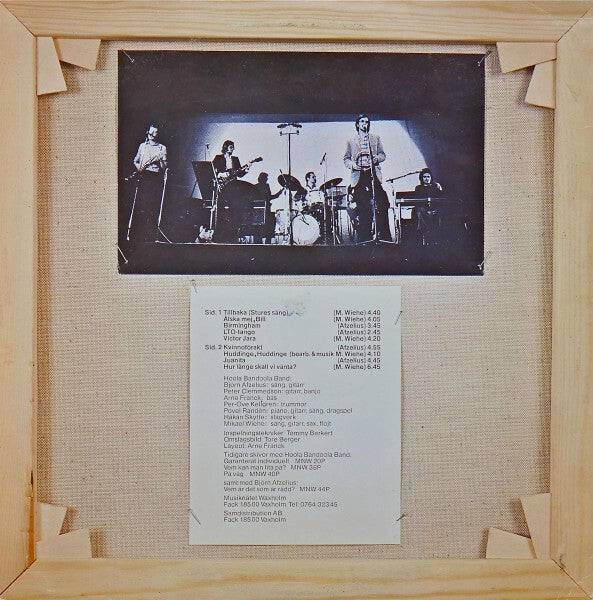 Sid. 1 Tillbaka (Stures säng) (M. Wiehe) 4.40
Älska mej, Bill (M. Wiehe) 4.05
Birmingham (Afzelius) 3.45
LTO-tango (Afzelius) 2.45
Victor Jara (M. Wiehe) 4.20
Sid. 2 Kvinnoförakt (Afzelius) 4.55
Huddinge, Huddinge (bearb. & musik M. Wiehe) 4.10
Juanita (Afzelius) 4.45
Hur länge skall vi vänta? (M. Wiehe) 6.45
Hoola Bandoola Band:
Björn Afzelius: sång, gitarr
Peter Clemmedson: gitarr, banjo
Arne Franck: bas
Per-Ove Kellgren: trummor
Povel Randén: piano, gitarr, sång, dragspel
Håkan Skytte: slagverk
Mikael Wiehe: sång, gitarr, sax, flöjt
Inspelningstekniker: Tommy Berkert
Omslagsbild: Tore Berger
Layout: Arne Franck
Tidigare skivor med Hoola Bandoola Band:
Garanterat individuell MNW 20P
Vem kan man lita på? MNW 35P
På väg MNW 40P
samt med Björn Afzelius:
Vem är det som är rädd? MNW 44P
Musiknätet Waxholm
Fack 185 00 Vaxholm Tel: 0764 323 45
Samdistribution AB
Fack 185 00 Vaxholm